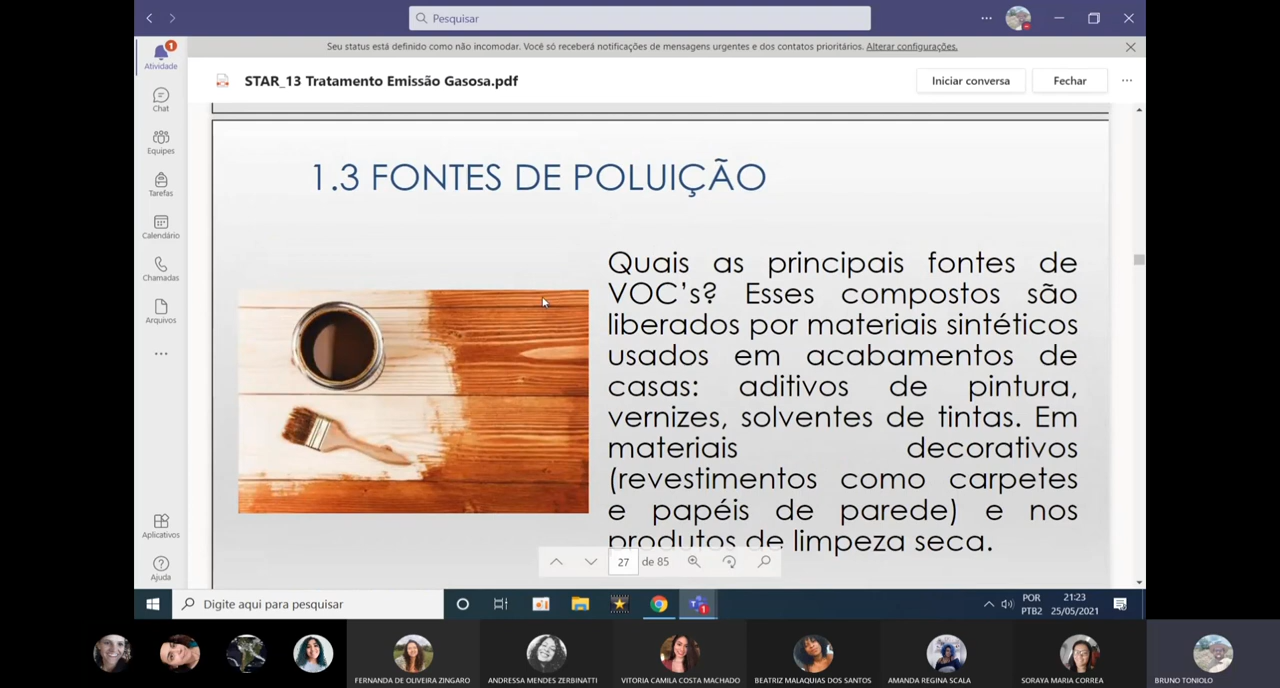 Pesquisar
Seu status está definido como não incomodar. Você só receberá notificações de mensagens urgentes e dos contatos prioritários. Alterar configurações.
1
Atividade
Chat
Equipes
Tarefas
Calendário
Chamadas
Arquivos
Aplicativos
Ajuda
STAR_13 Tratamento Emissão Gasosa.pdf
Iniciar conversa
Fechar
1.3 FONTES DE POLUIÇÃO
Quais as principais fontes de
VOC's? Esses compostos são
liberados por materiais sintéticos
usados em acabamentos de
casas: aditivos de pintura,
vernizes, solventes de tintas. Em
materiais decorativos
(revestimentos como carpetes
e papéis de parede) e nos
produtos de limpeza seca.
27 de 85
Digite aqui para pesquisar
1
POR
PTB2
21:23
25/05/2021
FERNANDA DE OLIVEIRA ZINGARO
ANDRESSA MENDES ZERBINATTI
VITORIA CAMILA COSTA MACHADO
BEATRIZ MALAQUIAS DOS SANTOS
AMANDA REGINA SCALA
SORAYA MARIA CORREA
BRUNO TONIOLO